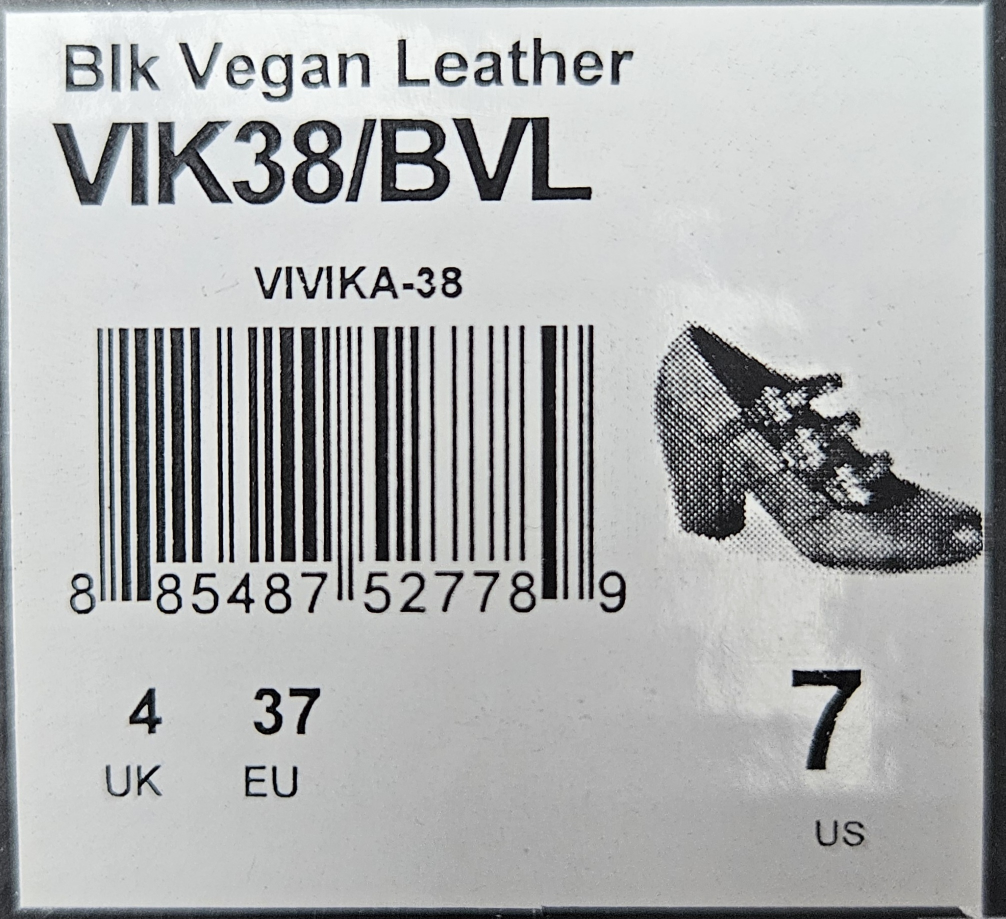 Blk Vegan Leather
VIK38/BVL
VIVIKA-38
8 85487 52778 9
4 37 7
UK EU US